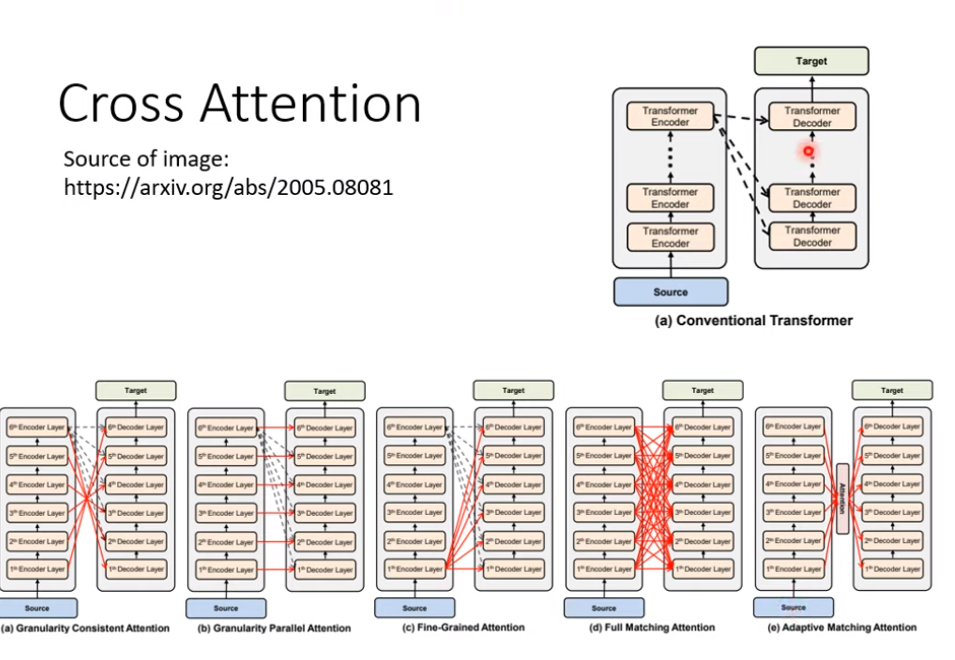 Cross Attention
Source of image:
https://arxiv.org/abs/2005.08081
Target
Transformer
Encoder
Transformer
Decoder
Transformer
Encoder
Transformer
Decoder
Transformer
Encoder
Transformer
Decoder
Source
(a) Conventional Transformer
Target
6th Encoder Layer
6th Decoder Layer
5th Encoder Layer
5th Decoder Layer
4th Encoder Layer
4th Decoder Layer
3rd Encoder Layer
3rd Decoder Layer
2nd Encoder Layer
2nd Decoder Layer
1st Encoder Layer
1st Decoder Layer
Source
(a) Granularity Consistent Attention
Target
6th Encoder Layer
6th Decoder Layer
5th Encoder Layer
5th Decoder Layer
4th Encoder Layer
4th Decoder Layer
3rd Encoder Layer
3rd Decoder Layer
2nd Encoder Layer
2nd Decoder Layer
1st Encoder Layer
1st Decoder Layer
Source
(b) Granularity Parallel Attention
Target
6th Encoder Layer
6th Decoder Layer
5th Encoder Layer
5th Decoder Layer
4th Encoder Layer
4th Decoder Layer
3rd Encoder Layer
3rd Decoder Layer
2nd Encoder Layer
2nd Decoder Layer
1st Encoder Layer
1st Decoder Layer
Source
(c) Fine-Grained Attention
Target
6th Encoder Layer
6th Decoder Layer
5th Encoder Layer
5th Decoder Layer
4th Encoder Layer
4th Decoder Layer
3rd Encoder Layer
3rd Decoder Layer
2nd Encoder Layer
2nd Decoder Layer
1st Encoder Layer
1st Decoder Layer
Source
(d) Full Matching Attention
Target
6th Encoder Layer
6th Decoder Layer
5th Encoder Layer
5th Decoder Layer
4th Encoder Layer
4th Decoder Layer
3rd Encoder Layer
3rd Decoder Layer
2nd Encoder Layer
2nd Decoder Layer
1st Encoder Layer
1st Decoder Layer
Attention
Source
(e) Adaptive Matching Attention